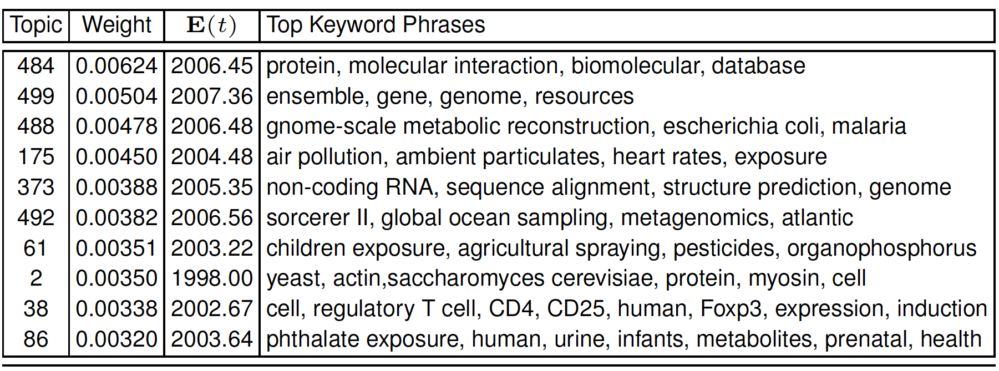 Topic Weight E(t) Top Keyword Phrases
484 0.00624 2006.45 protein, molecular interaction, biomolecular, database
499 0.00504 2007.36 ensemble, gene, genome, resources
488 0.00478 2006.48 gnome-scale metabolic reconstruction, escherichia coli, malaria
175 0.00450 2004.48 air pollution, ambient particulates, heart rates, exposure
373 0.00388 2005.35 non-coding RNA, sequence alignment, structure prediction, genome
492 0.00382 2006.56 sorcerer II, global ocean sampling, metagenomics, atlantic
61 0.00351 2003.22 children exposure, agricultural spraying, pesticides, organophosphorus
2 0.00350 1998.00 yeast, actin,saccharomyces cerevisiae, protein, myosin, cell
38 0.00338 2002.67 cell, regulatory T cell, CD4, CD25, human, Foxp3, expression, induction
86 0.00320 2003.64 phthalate exposure, human, urine, infants, metabolites, prenatal, health